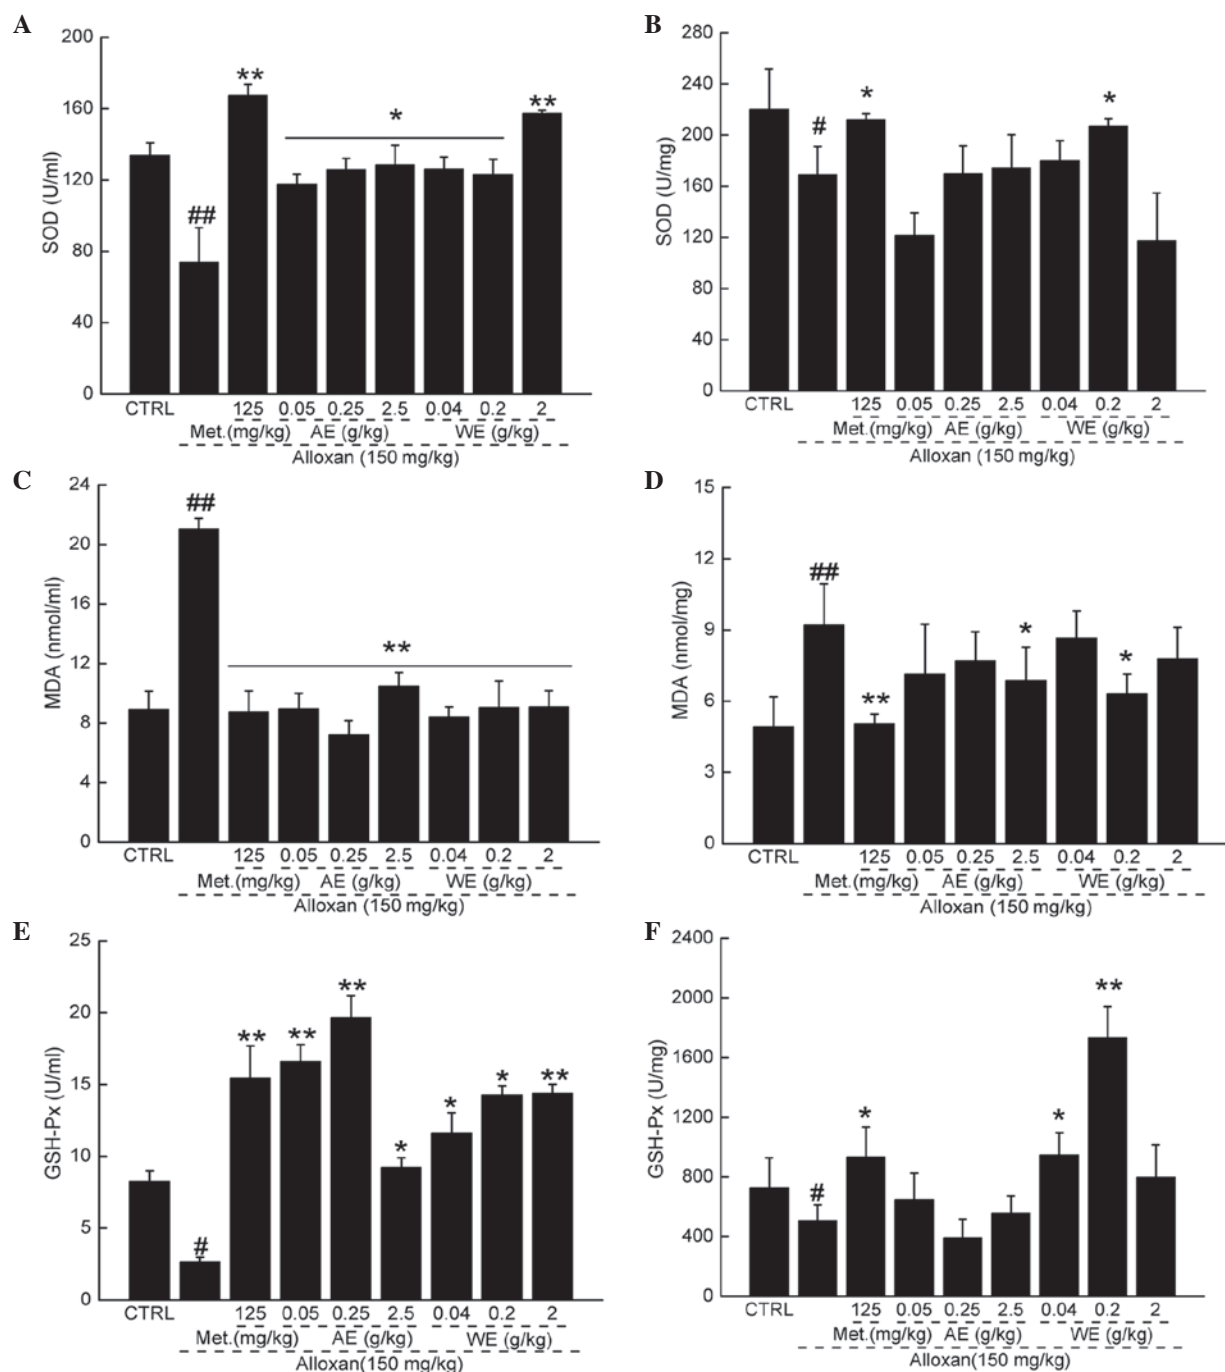 A
SOD (U/ml)
200
160
120
80
40
0
**
*
**
##
CTRL 125 0.05 0.25 2.5 0.04 0.2 2
Met.(mg/kg) AE (g/kg) WE (g/kg)
Alloxan (150 mg/kg)
B
SOD (U/mg)
280
240
200
160
120
80
40
0
#
*
*
CTRL 125 0.05 0.25 2.5 0.04 0.2 2
Met.(mg/kg) AE (g/kg) WE (g/kg)
Alloxan (150 mg/kg)
C
MDA (nmol/ml)
24
20
16
12
8
4
0
##
**
CTRL 125 0.05 0.25 2.5 0.04 0.2 2
Met.(mg/kg) AE (g/kg) WE (g/kg)
Alloxan (150 mg/kg)
D
MDA (nmol/mg)
15
12
9
6
3
0
##
**
*
*
CTRL 125 0.05 0.25 2.5 0.04 0.2 2
Met.(mg/kg) AE (g/kg) WE (g/kg)
Alloxan (150 mg/kg)
E
GSH-Px (U/ml)
25
20
15
10
5
0
#
**
**
**
*
*
*
**
CTRL 125 0.05 0.25 2.5 0.04 0.2 2
Met.(mg/kg) AE (g/kg) WE (g/kg)
Alloxan(150 mg/kg)
F
GSH-Px (U/mg)
2400
2000
1600
1200
800
400
0
#
*
*
**
CTRL 125 0.05 0.25 2.5 0.04 0.2 2
Met.(mg/kg) AE (g/kg) WE (g/kg)
Alloxan(150 mg/kg)